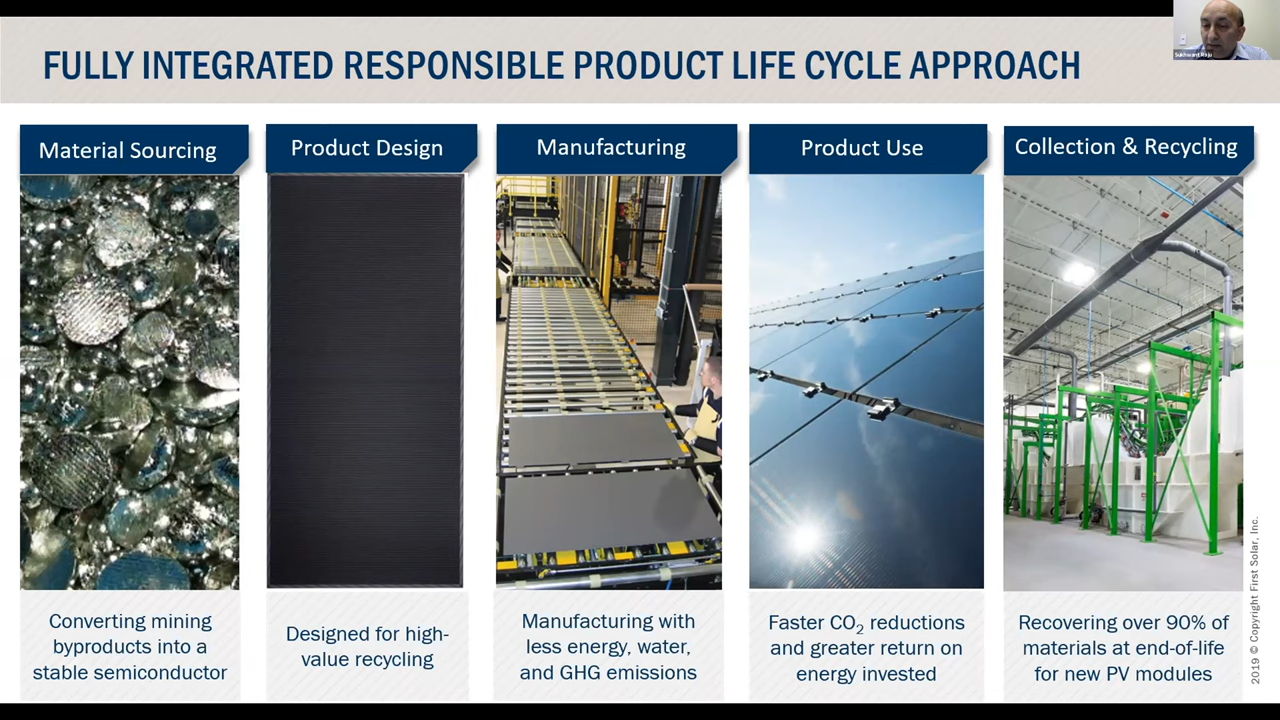 FULLY INTEGRATED RESPONSIBLE PRODUCT LIFE CYCLE APPROACH
Sukhwant Raju
Material Sourcing
Product Design
Manufacturing
Product Use
Collection & Recycling
Converting mining
byproducts into a
stable semiconductor
Designed for high-
value recycling
Manufacturing with
less energy, water,
and GHG emissions
Faster CO2 reductions
and greater return on
energy invested
Recovering over 90% of
materials at end-of-life
for new PV modules
2019 © Copyright First Solar, Inc.